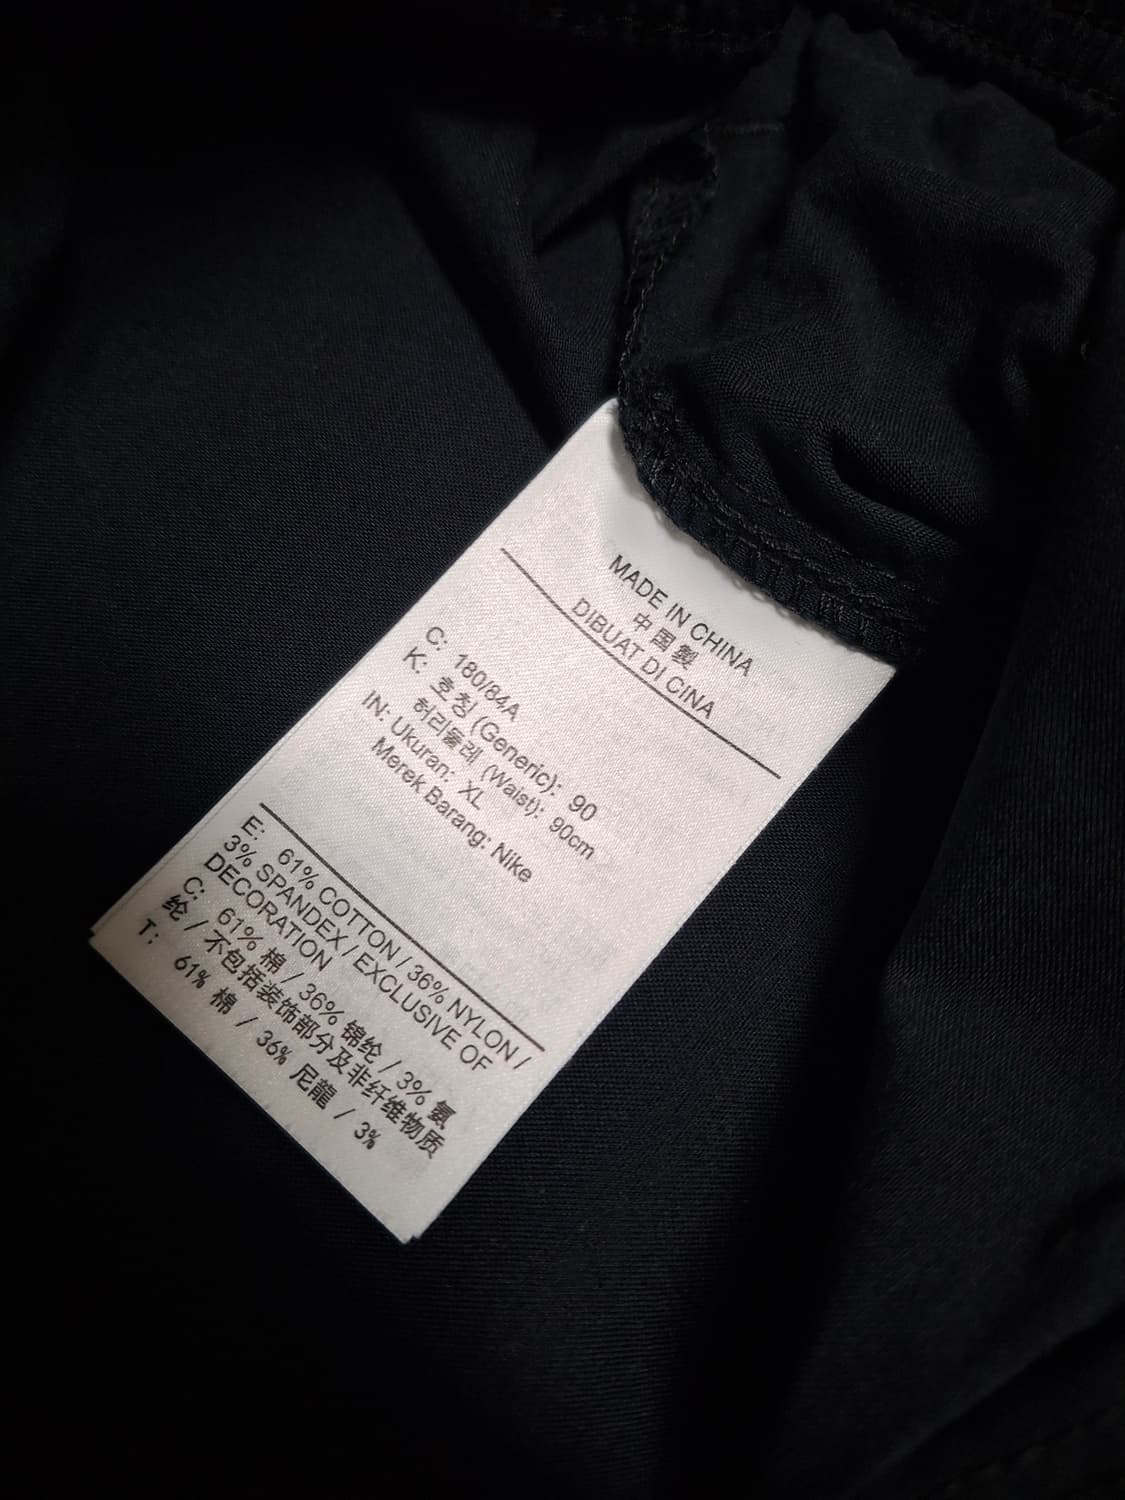 MADE IN CHINA
中 国 製
DIBUAT DI CINA
C: 180/84A
K: 호칭 (Generic): 90
허리둘레 (Waist): 90cm
IN: Ukuran: XL
Merek Barang: Nike
E: 61% COTTON / 36% NYLON /
3% SPANDEX / EXCLUSIVE OF
DECORATION
C: 61% 棉 / 36% 锦纶 / 3% 氨
纶 / 不包括装饰部分及非纤维物质
T: 61% 棉 / 36% 尼龍 / 3%